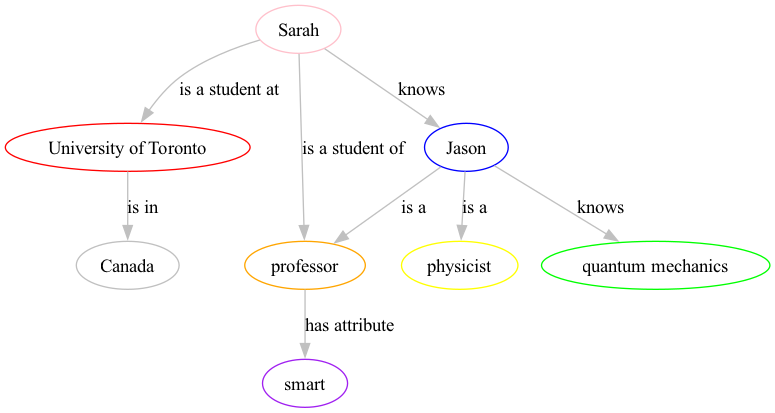 Sarah
is a student at
knows
University of Toronto
is a student of
Jason
is in
is a
is a
knows
Canada
professor
physicist
quantum mechanics
has attribute
smart